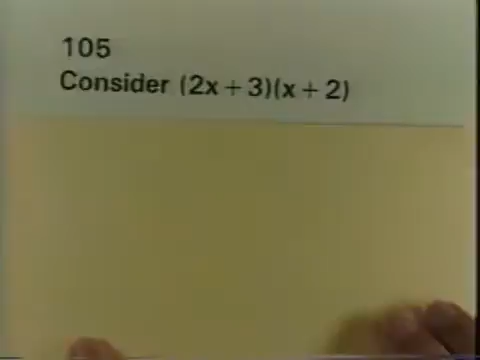 105
Consider (2x + 3)(x + 2)